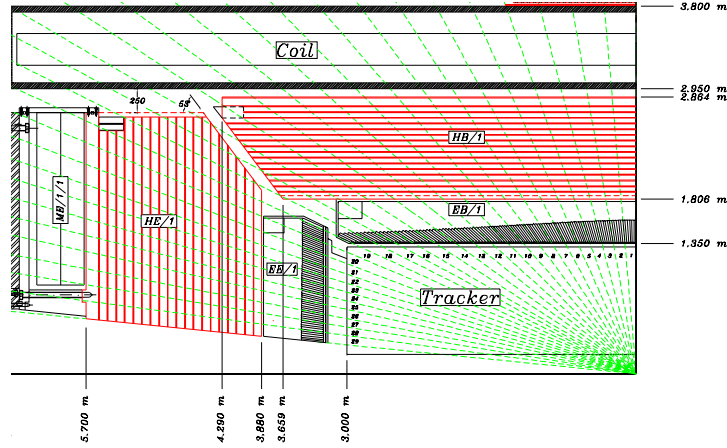 3.800 m
Coil
2.950 m
2.864 m
250
53°
HB/1
MB/1/1
HE/1
1.806 m
EB/1
1.350 m
19 18 17 16 15 14 13 12 11 10 9 8 7 6 5 4 3 2 1
20
21
22
23
24
25
26
27
28
29
EE/1
Tracker
5.700 m
4.290 m
3.880 m
3.659 m
3.000 m